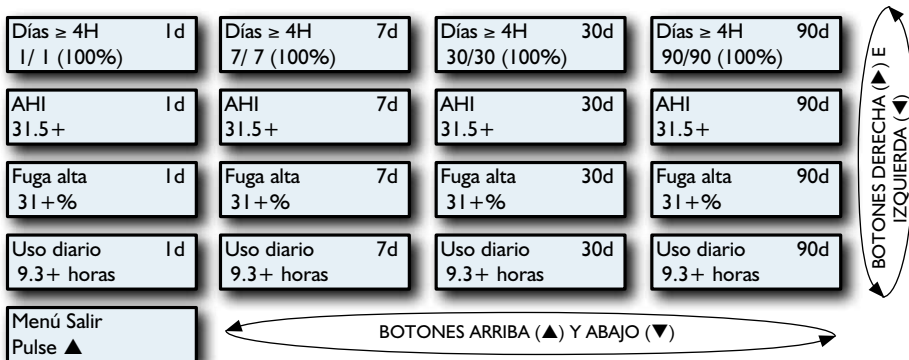 Días ≥ 4H 1d
1/ 1 (100%)
Días ≥ 4H 7d
7/ 7 (100%)
Días ≥ 4H 30d
30/30 (100%)
Días ≥ 4H 90d
90/90 (100%)
AHI 1d
31.5+
AHI 7d
31.5+
AHI 30d
31.5+
AHI 90d
31.5+
Fuga alta 1d
31+%
Fuga alta 7d
31+%
Fuga alta 30d
31+%
Fuga alta 90d
31+%
Uso diario 1d
9.3+ horas
Uso diario 7d
9.3+ horas
Uso diario 30d
9.3+ horas
Uso diario 90d
9.3+ horas
Menú Salir
Pulse ▲
BOTONES ARRIBA (▲) Y ABAJO (▼)
BOTONES DERECHA (▶) E
IZQUIERDA (◀)